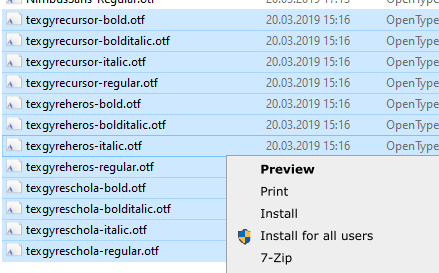 NimbusSans-Regular.otf
texgyrecursor-bold.otf 20.03.2019 15:16 OpenType
texgyrecursor-bolditalic.otf 20.03.2019 15:16 OpenType
texgyrecursor-italic.otf 20.03.2019 15:16 OpenType
texgyrecursor-regular.otf 20.03.2019 15:16 OpenType
texgyreheros-bold.otf 20.03.2019 15:16 OpenType
texgyreheros-bolditalic.otf 20.03.2019 15:16 OpenType
texgyreheros-italic.otf 20.03.2019 15:16 OpenType
texgyreheros-regular.otf
texgyreschola-bold.otf
texgyreschola-bolditalic.otf
texgyreschola-italic.otf
texgyreschola-regular.otf
Preview
Print
Install
Install for all users
7-Zip